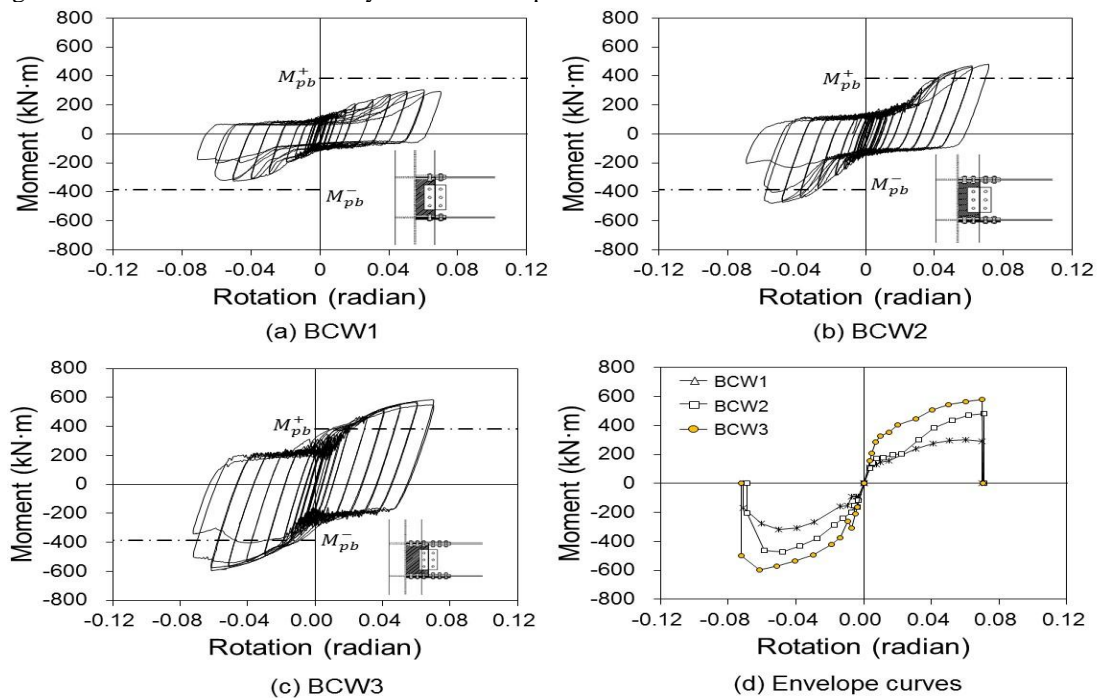 800
600
400
200
0
-200
-400
-600
-800
Moment (kN·m)
M_{pb}^{+}
M_{pb}^{-}
-0.12 -0.08 -0.04 0 0.04 0.08 0.12
Rotation (radian)
(a) BCW1
800
600
400
200
0
-200
-400
-600
-800
Moment (kN·m)
M_{pb}^{+}
M_{pb}^{-}
-0.12 -0.08 -0.04 0 0.04 0.08 0.12
Rotation (radian)
(b) BCW2
800
600
400
200
0
-200
-400
-600
-800
Moment (kN·m)
M_{pb}^{+}
M_{pb}^{-}
-0.12 -0.08 -0.04 0.00 0.04 0.08 0.12
Rotation (radian)
(c) BCW3
800
600
400
200
0
-200
-400
-600
-800
Moment (kN·m)
BCW1
BCW2
BCW3
-0.12 -0.08 -0.04 0.00 0.04 0.08 0.12
Rotation (radian)
(d) Envelope curves